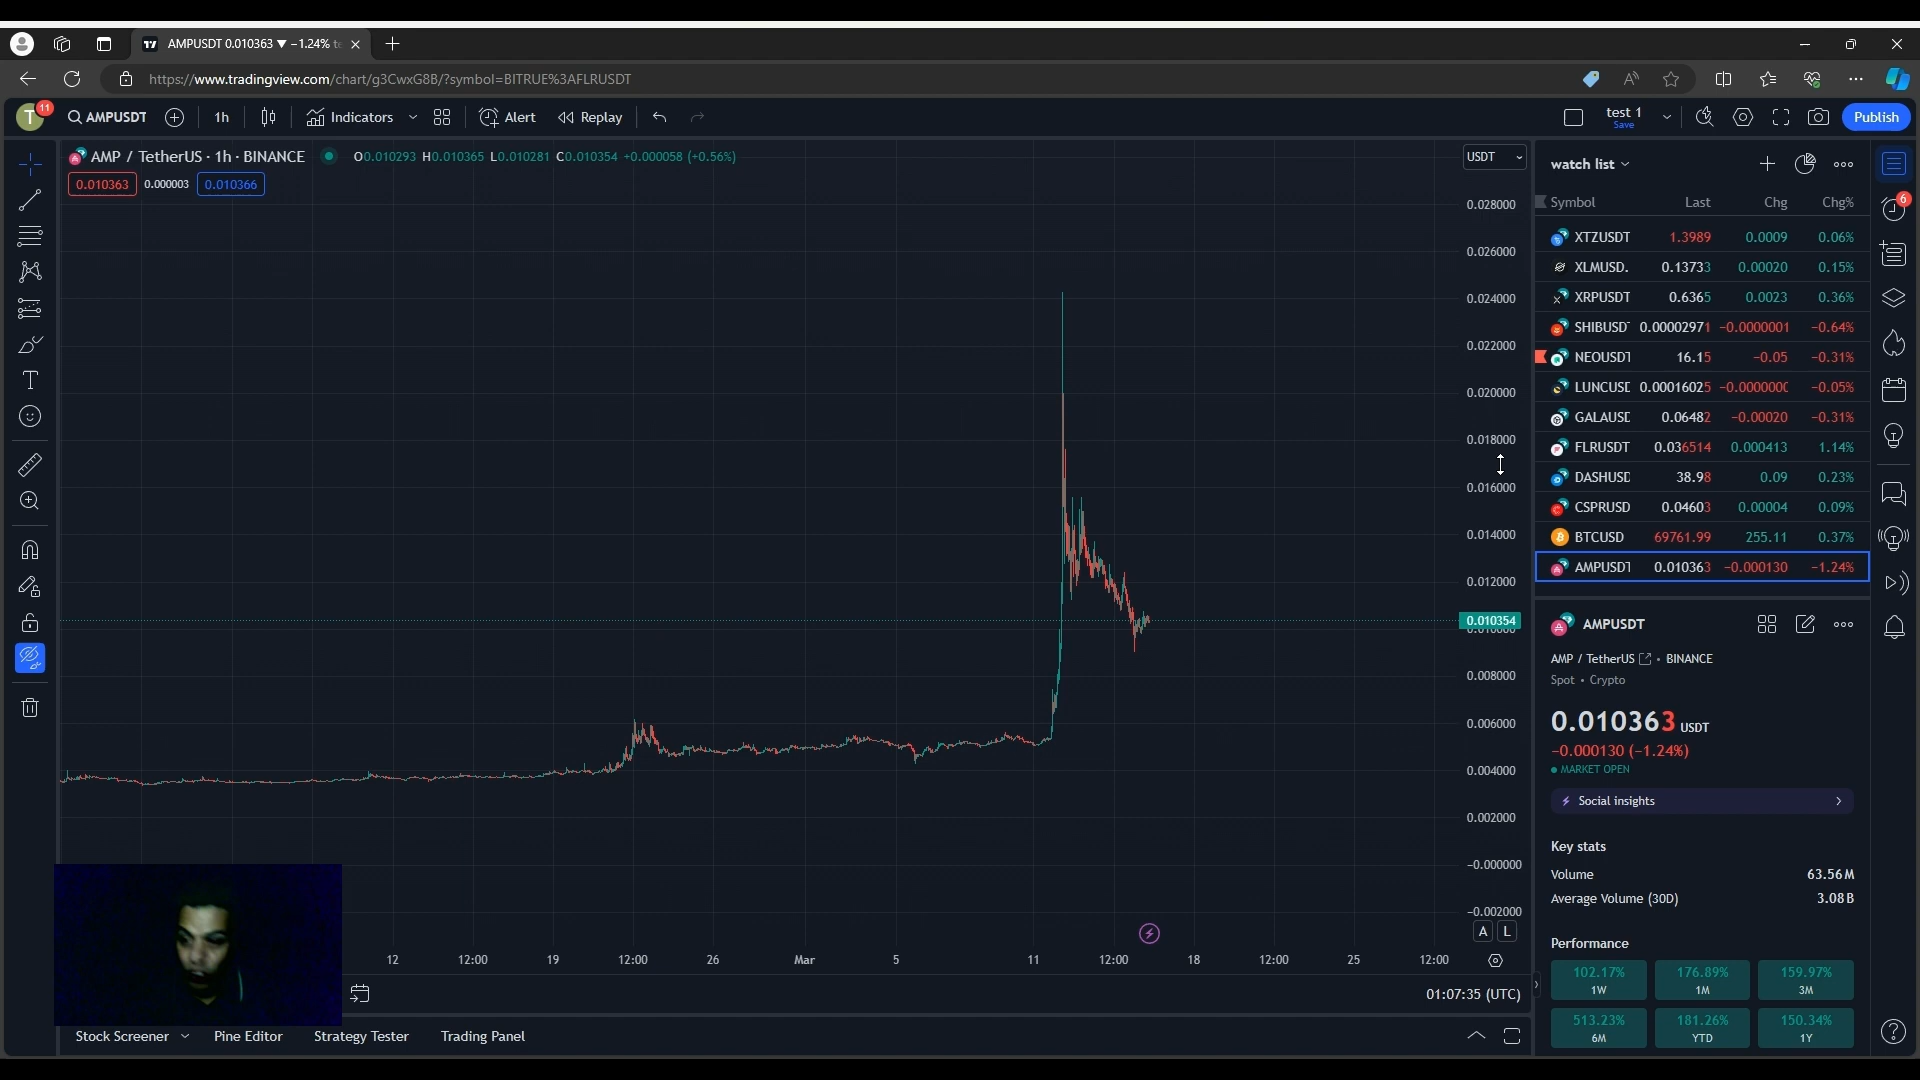 AMPUSDT 0.010363 ▼ −1.24%
https://www.tradingview.com/chart/g3CwxG8B/?symbol=BITRUE%3AFLRUSDT
T 11 AMPUSDT 1h Indicators Alert Replay test 1 Save Publish
AMP / TetherUS · 1h · BINANCE O0.010293 H0.010365 L0.010281 C0.010354 +0.000058 (+0.56%)
0.010363 0.000003 0.010366
USDT
0.028000
0.026000
0.024000
0.022000
0.020000
0.018000
0.016000
0.014000
0.012000
0.010354
0.008000
0.006000
0.004000
0.002000
−0.000000
−0.002000
A L
12 12:00 19 12:00 26 Mar 5 11 12:00 18 12:00 25 12:00
01:07:35 (UTC)
Stock Screener Pine Editor Strategy Tester Trading Panel
watch list
Symbol Last Chg Chg%
XTZUSDT 1.3989 0.0009 0.06%
XLMUSD. 0.13733 0.00020 0.15%
XRPUSDT 0.6365 0.0023 0.36%
SHIBUSD 0.00002971 −0.0000001 −0.64%
NEOUSDT 16.15 −0.05 −0.31%
LUNCUSD 0.00016025 −0.0000000 −0.05%
GALAUSD 0.06482 −0.00020 −0.31%
FLRUSDT 0.036514 0.000413 1.14%
DASHUSD 38.98 0.09 0.23%
CSPRUSD 0.04603 0.00004 0.09%
BTCUSD 69761.99 255.11 0.37%
AMPUSDT 0.010363 −0.000130 −1.24%
6
AMPUSDT
AMP / TetherUS • BINANCE
Spot • Crypto
0.010363 USDT
−0.000130 (−1.24%)
MARKET OPEN
Social insights
Key stats
Volume 63.56M
Average Volume (30D) 3.08B
Performance
102.17% 176.89% 159.97%
1W 1M 3M
513.23% 181.26% 150.34%
6M YTD 1Y